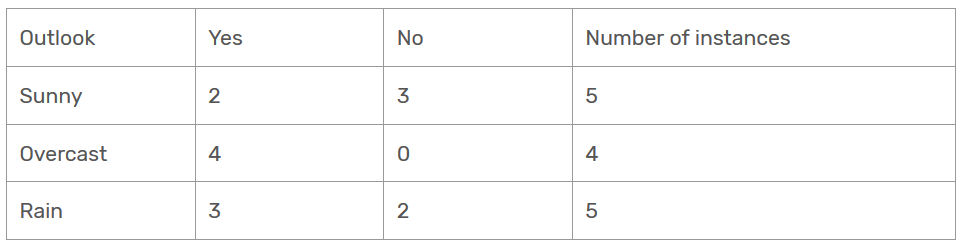 Outlook Yes No Number of instances
Sunny 2 3 5
Overcast 4 0 4
Rain 3 2 5